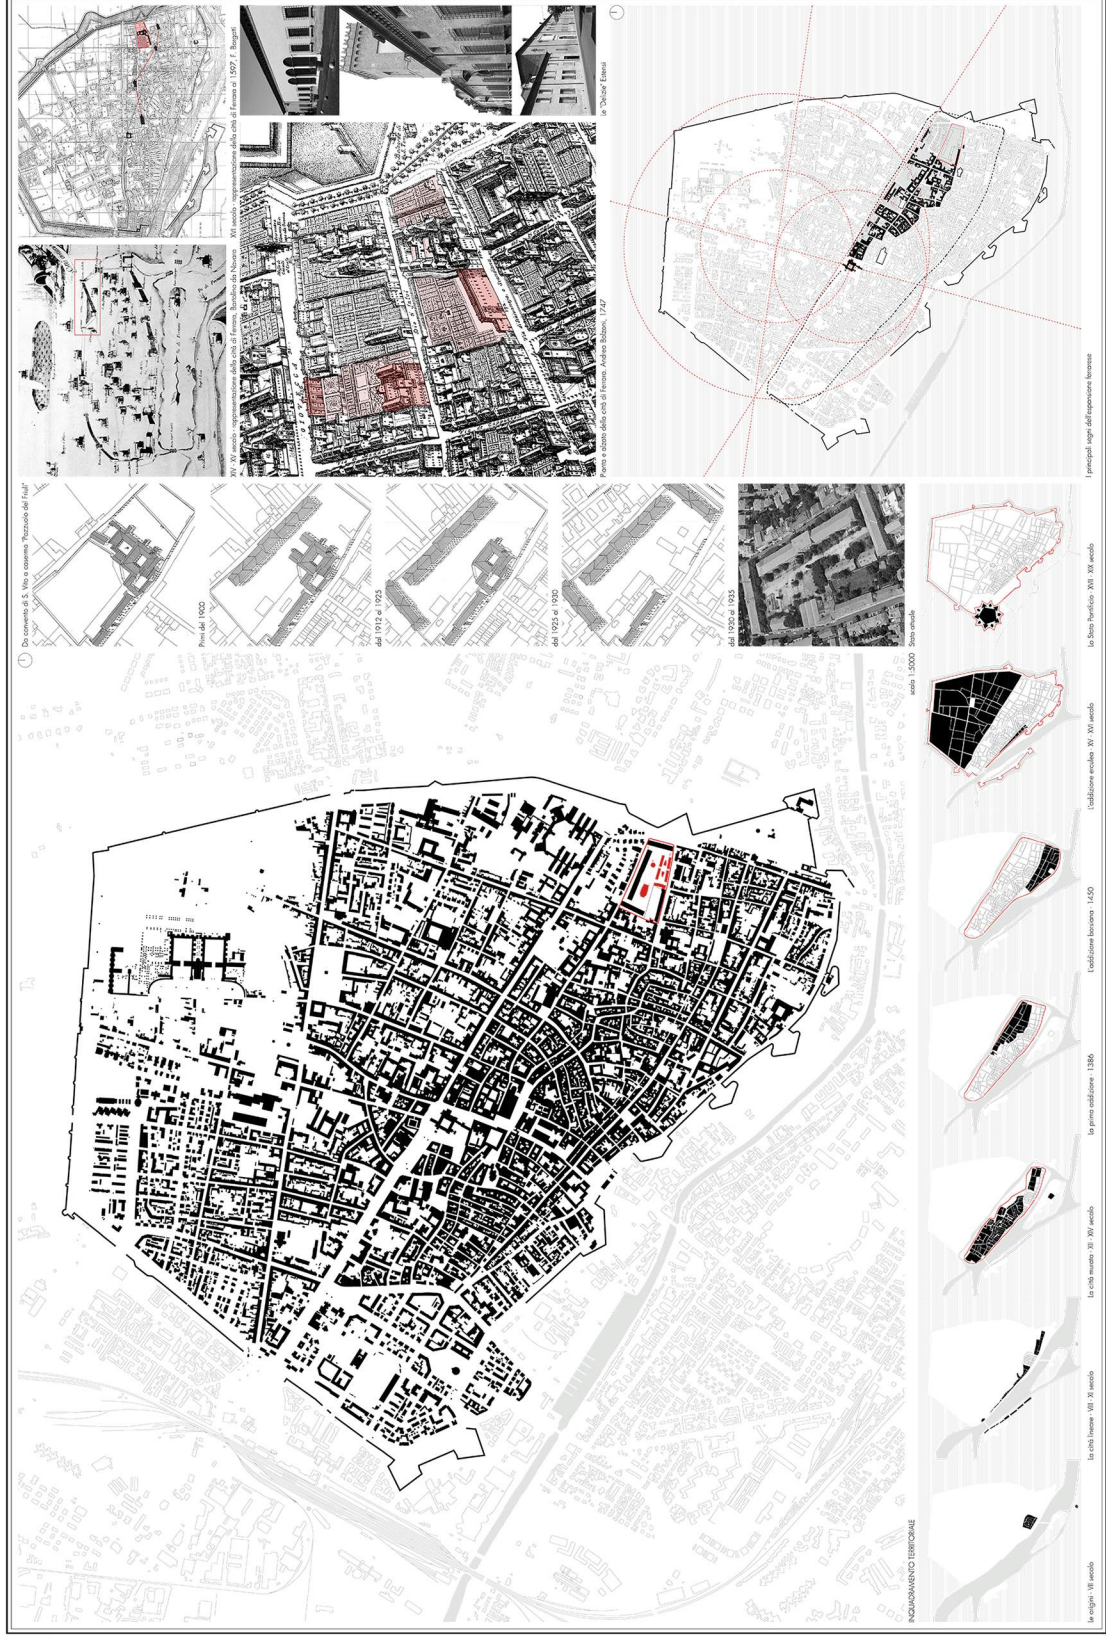 Da convento di S. Vito a caserma "Pozzuolo del Friuli"
Primi del 1900
XIV - XV secolo - rappresentazione della città di Ferrara, Bartolino da Novara
XVI secolo - rappresentazione della città di Ferrara al 1597, F. Borgatti
dal 1912 al 1925
dal 1925 al 1930
Pianta e alzato della città di Ferrara, Andrea Bolzoni, 1747
Le 'Delizie' Estensi
dal 1930 al 1935
INQUADRAMENTO TERRITORIALE
scala 1:5000
Stato attuale
Le origini - VII secolo
La città lineare - VIII - XI secolo
La città murata - XII - XIV secolo
La prima addizione - 1386
L'addizione borsiana - 1450
L'addizione erculea - XV - XVI secolo
Lo Stato Pontificio - XVII - XIX secolo
I principali segni dell'espansione ferrarese